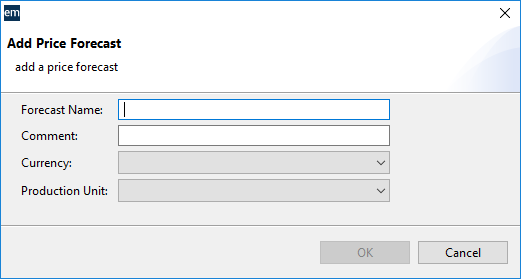 em
Add Price Forecast
add a price forecast
Forecast Name:
Comment:
Currency:
Production Unit:
OK Cancel